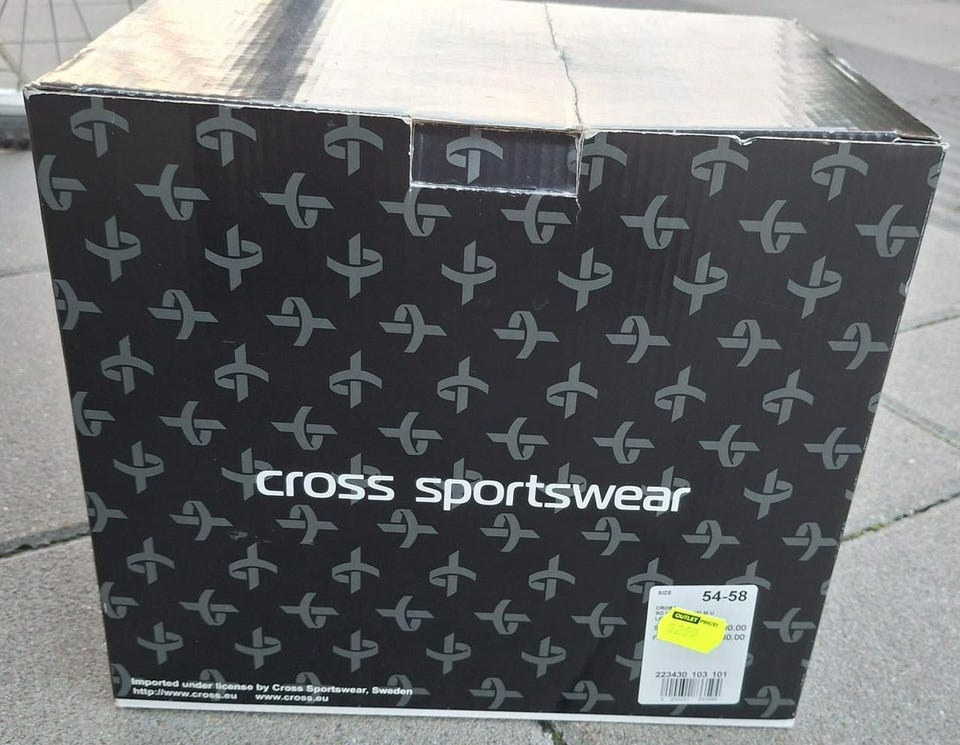 cross sportswear
SIZE 54-58
OUTLET PRICE!
223430 103 101
Imported under license by Cross Sportswear, Sweden
http://www.cross.eu www.cross.eu